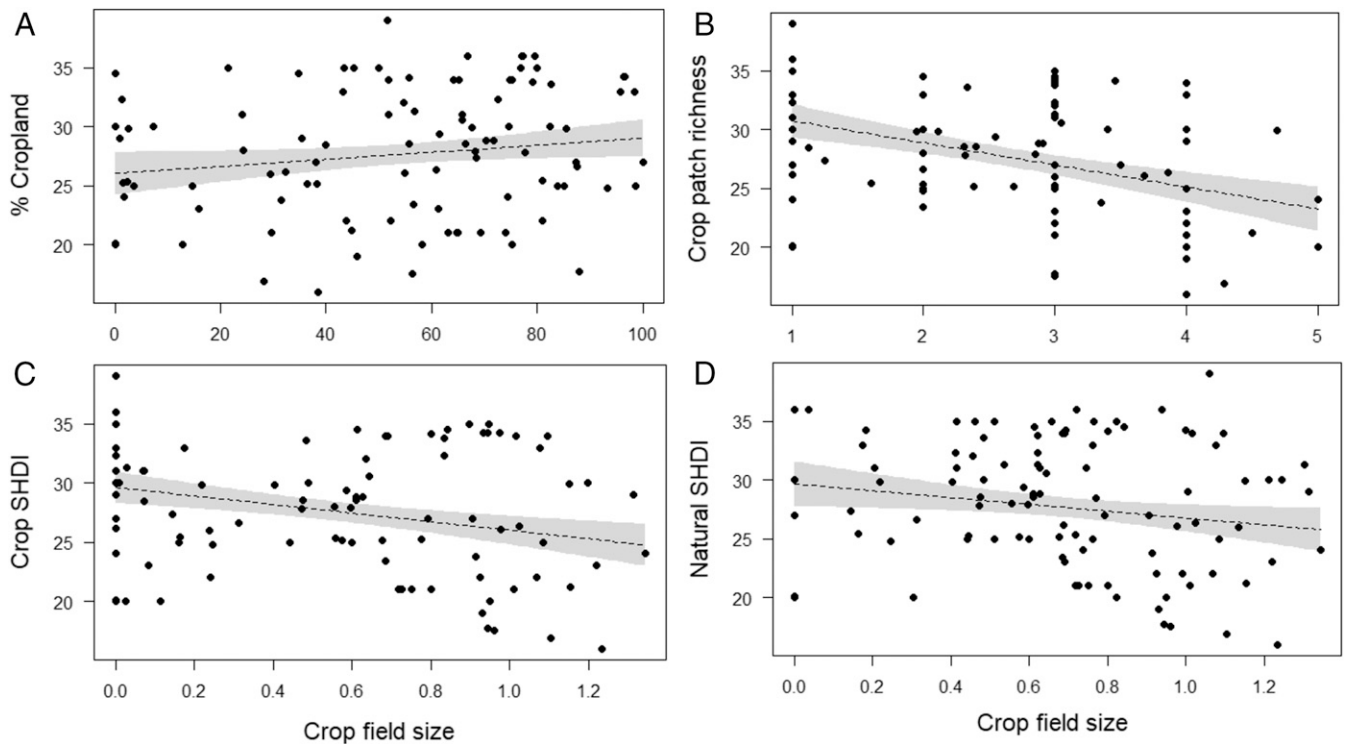 A
% Cropland
35
30
25
20
0 20 40 60 80 100
B
Crop patch richness
35
30
25
20
1 2 3 4 5
C
Crop SHDI
35
30
25
20
0.0 0.2 0.4 0.6 0.8 1.0 1.2
Crop field size
D
Natural SHDI
35
30
25
20
0.0 0.2 0.4 0.6 0.8 1.0 1.2
Crop field size